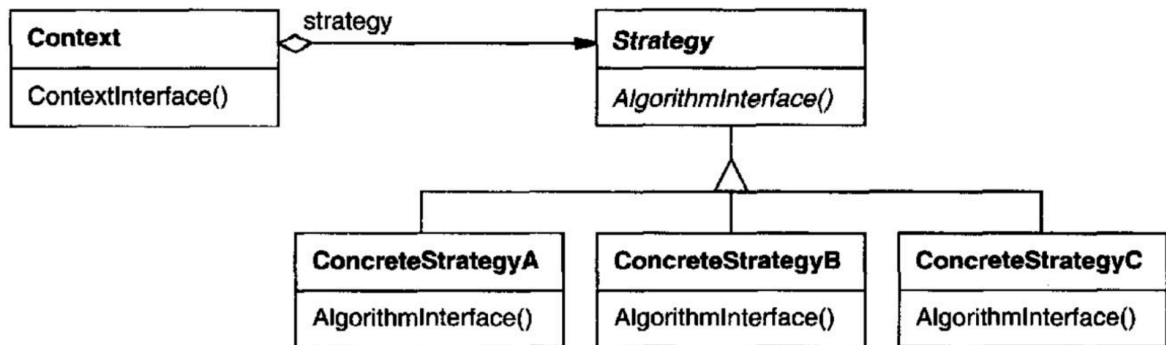 Context
strategy
Strategy
ContextInterface()
AlgorithmInterface()
ConcreteStrategyA
ConcreteStrategyB
ConcreteStrategyC
AlgorithmInterface()
AlgorithmInterface()
AlgorithmInterface()